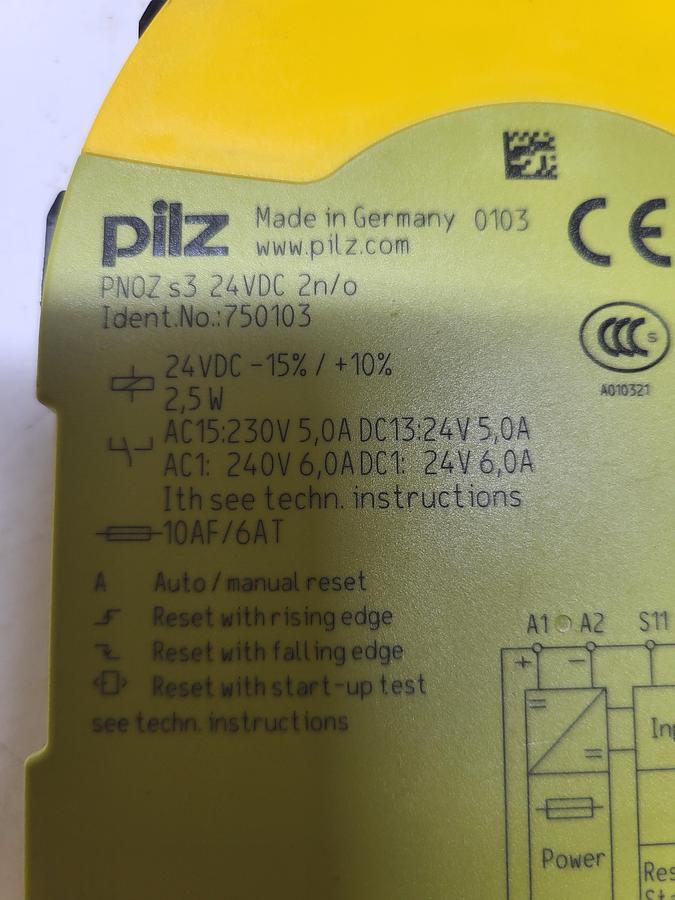 pilz Made in Germany 0103
www.pilz.com
CE
PNOZ s3 24VDC 2n/o
Ident.No.:750103
CCC S
A010321
24VDC -15% / +10%
2,5 W
AC15:230V 5,0A DC13:24V 5,0A
AC1: 240V 6,0A DC1: 24V 6,0A
Ith see techn. instructions
10AF/6AT
A Auto / manual reset
Reset with rising edge
Reset with falling edge
Reset with start-up test
see techn. instructions
A1 A2 S11
+ −
Power